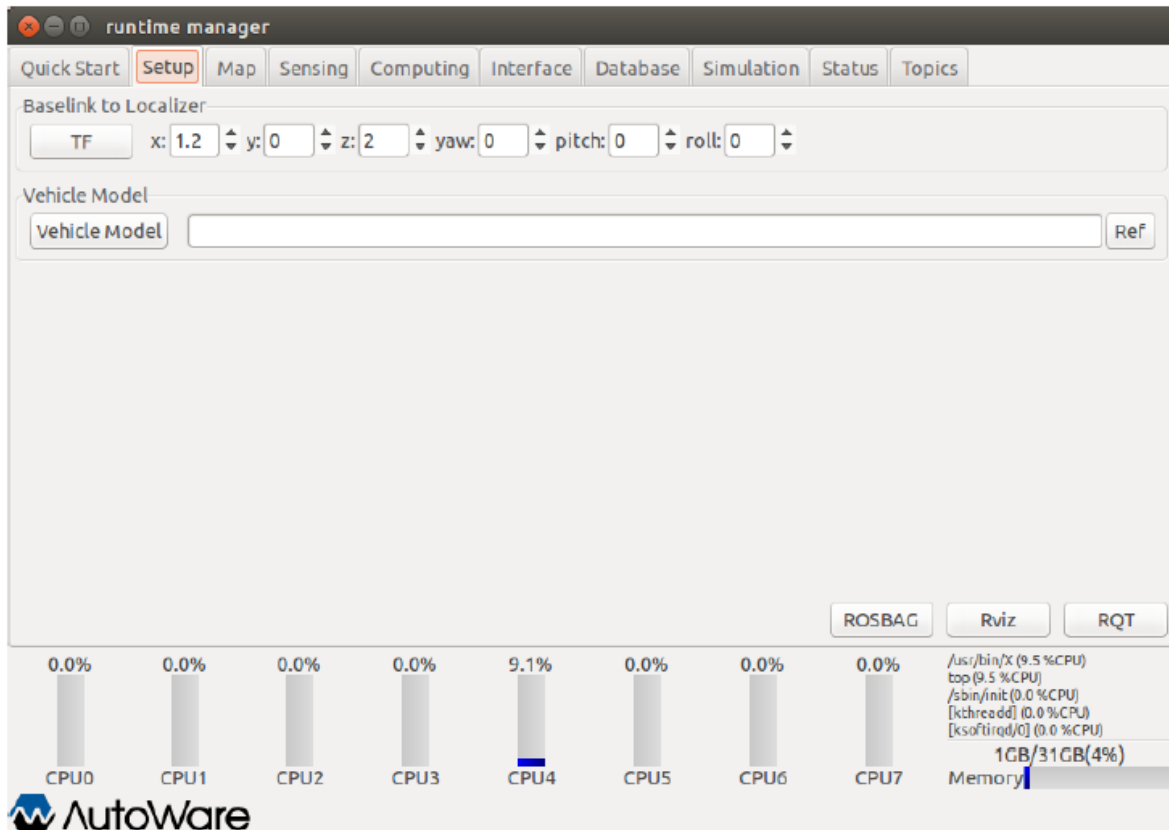 runtime manager
Quick Start Setup Map Sensing Computing Interface Database Simulation Status Topics
Baselink to Localizer
TF x: 1.2 y: 0 z: 2 yaw: 0 pitch: 0 roll: 0
Vehicle Model
Vehicle Model Ref
ROSBAG Rviz RQT
0.0% 0.0% 0.0% 0.0% 9.1% 0.0% 0.0% 0.0%
/usr/bin/X (9.5 %CPU)
top (9.5 %CPU)
/sbin/init (0.0 %CPU)
[kthreadd] (0.0 %CPU)
[ksoftirqd/0] (0.0 %CPU)
1GB/31GB(4%)
CPU0 CPU1 CPU2 CPU3 CPU4 CPU5 CPU6 CPU7 Memory
AutoWare